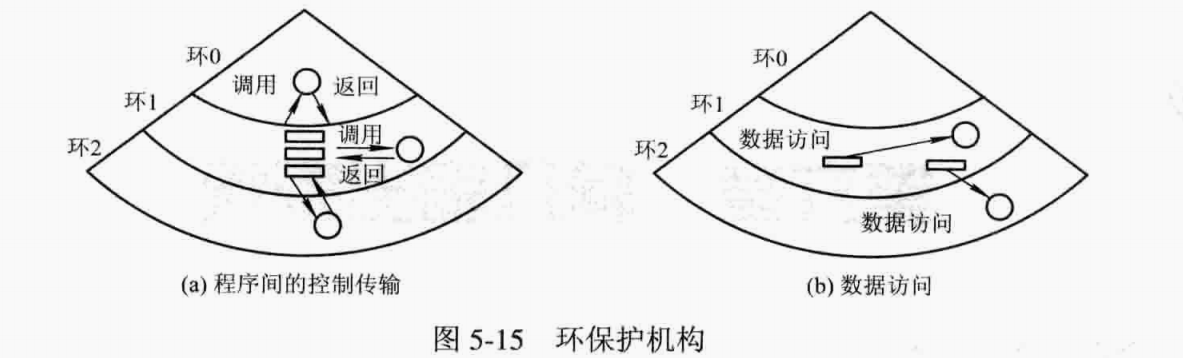 环0
环1
环2
调用
返回
调用
返回
(a) 程序间的控制传输
环0
环1
环2
数据访问
数据访问
(b) 数据访问
图 5-15 环保护机构